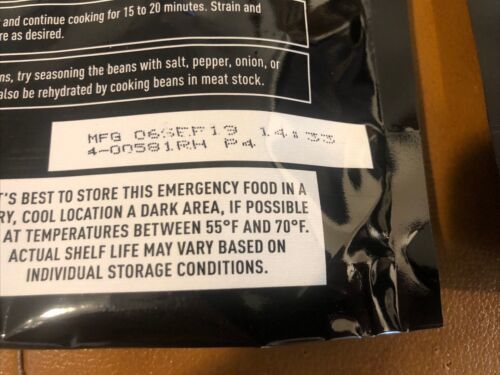 and continue cooking for 15 to 20 minutes. Strain and
re as desired.
ns, try seasoning the beans with salt, pepper, onion, or
also be rehydrated by cooking beans in meat stock.
MFG 06SEP19 14:33
4-00581RH P4
T'S BEST TO STORE THIS EMERGENCY FOOD IN A
RY, COOL LOCATION A DARK AREA, IF POSSIBLE
AT TEMPERATURES BETWEEN 55°F AND 70°F.
ACTUAL SHELF LIFE MAY VARY BASED ON
INDIVIDUAL STORAGE CONDITIONS.